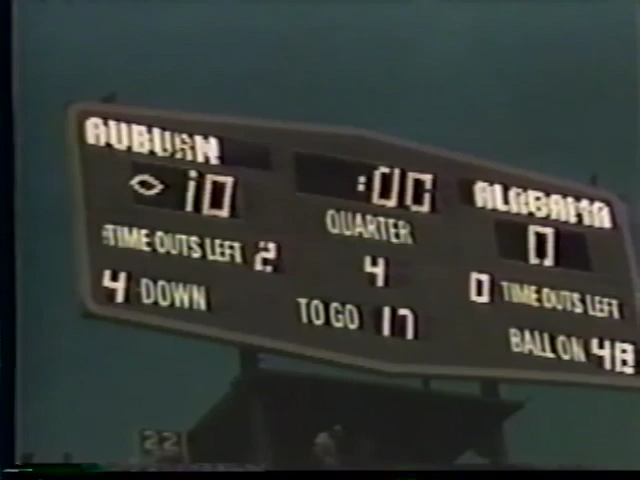 AUBURN
10 :00 ALABAMA
QUARTER 0
TIME OUTS LEFT 2 4 0 TIME OUTS LEFT
4 DOWN TO GO 17 BALL ON 48
22